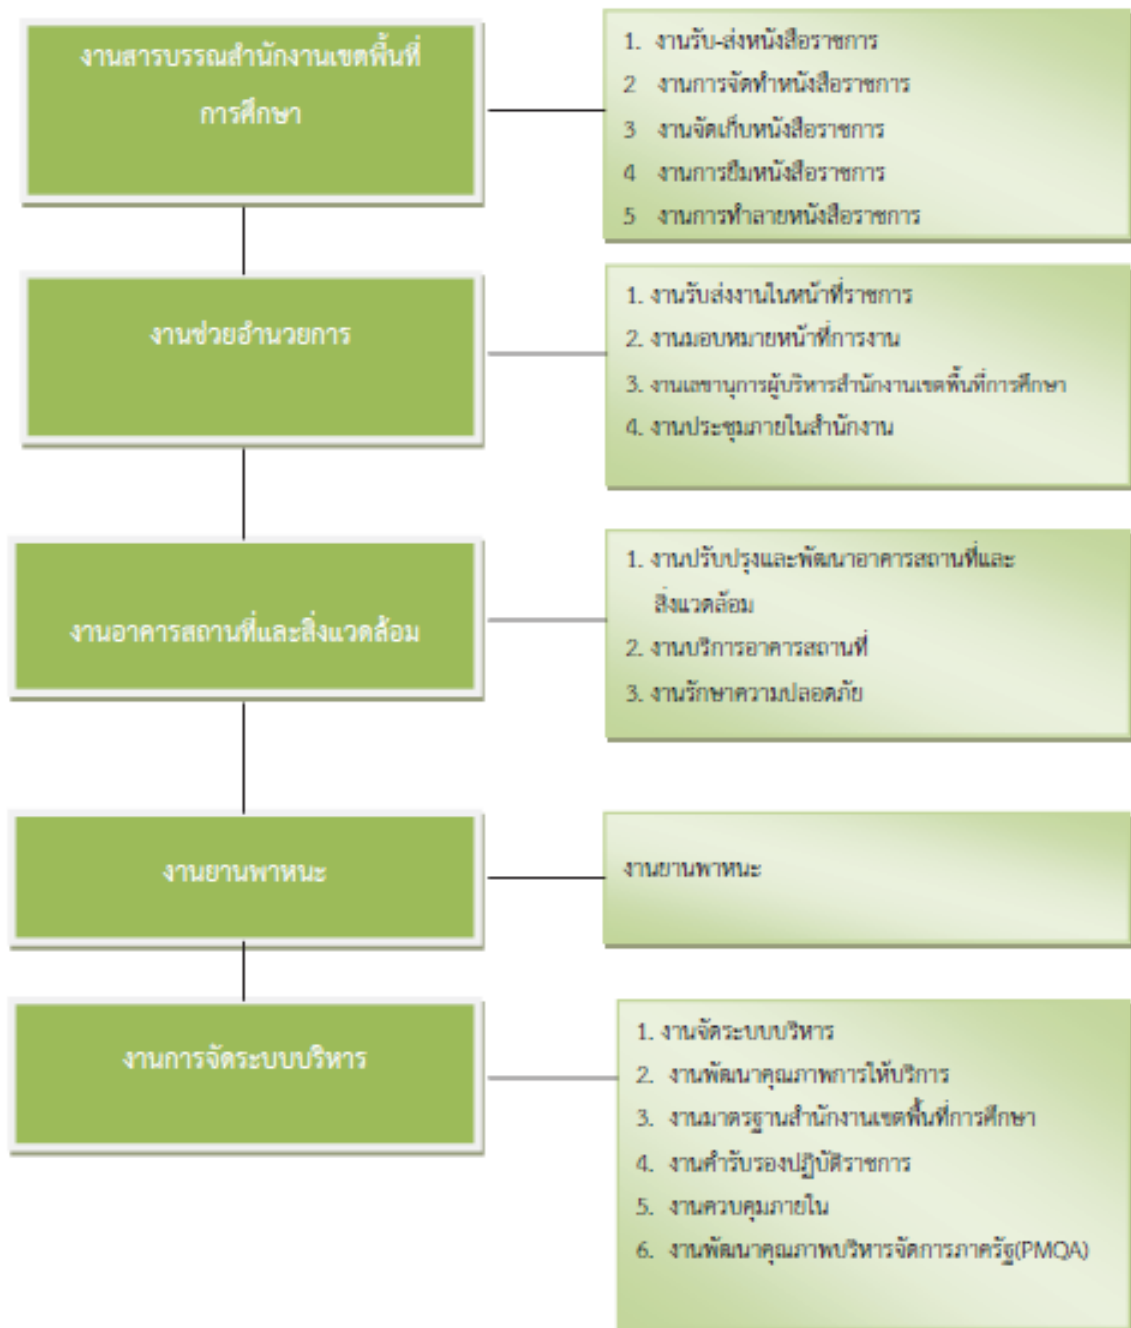 งานสารบรรณสำนักงานเขตพื้นที่
การศึกษา
1. งานรับ-ส่งหนังสือราชการ
2 งานการจัดทำหนังสือราชการ
3 งานจัดเก็บหนังสือราชการ
4 งานการยืมหนังสือราชการ
5 งานการทำลายหนังสือราชการ
งานช่วยอำนวยการ
1. งานรับส่งงานในหน้าที่ราชการ
2. งานมอบหมายหน้าที่การงาน
3. งานเลขานุการผู้บริหารสำนักงานเขตพื้นที่การศึกษา
4. งานประชุมภายในสำนักงาน
งานอาคารสถานที่และสิ่งแวดล้อม
1. งานปรับปรุงและพัฒนาอาคารสถานที่และ
สิ่งแวดล้อม
2. งานบริการอาคารสถานที่
3. งานรักษาความปลอดภัย
งานยานพาหนะ
งานยานพาหนะ
งานการจัดระบบบริหาร
1. งานจัดระบบบริหาร
2. งานพัฒนาคุณภาพการให้บริการ
3. งานมาตรฐานสำนักงานเขตพื้นที่การศึกษา
4. งานคำรับรองปฏิบัติราชการ
5. งานควบคุมภายใน
6. งานพัฒนาคุณภาพบริหารจัดการภาครัฐ(PMQA)